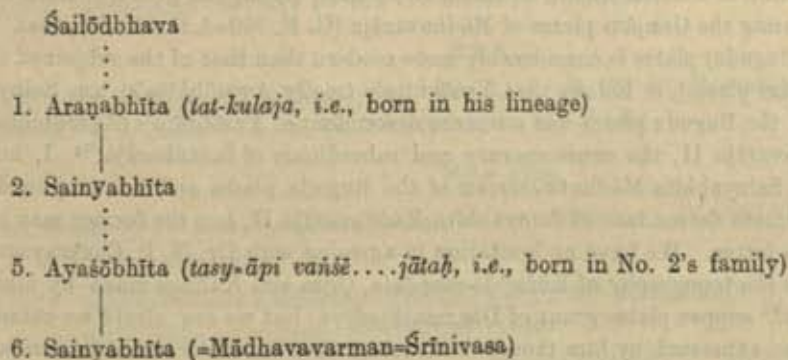 Śailōdbhava
1. Araṇabhīta (tat-kulaja, i.e., born in his lineage)
2. Sainyabhīta
5. Ayaśōbhīta (tasy=āpi vaṅśē....jātaḥ, i.e., born in No. 2's family)
6. Sainyabhīta (=Mādhavavarman=Śrīnivasa)